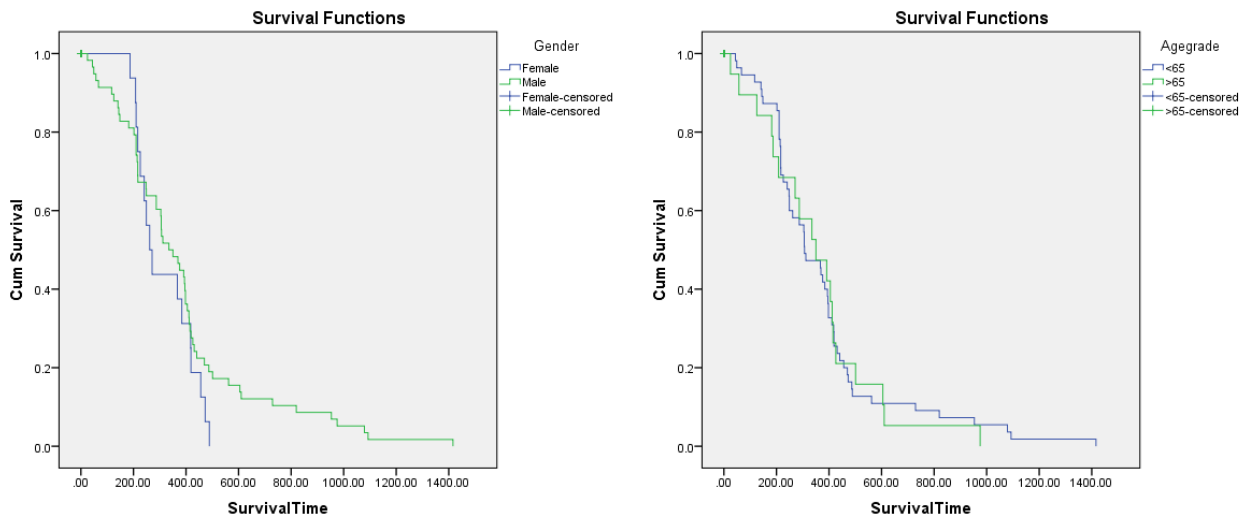 Survival Functions
Gender
Female
Male
Female-censored
Male-censored
1.0
0.8
0.6
0.4
0.2
0.0
Cum Survival
.00 200.00 400.00 600.00 800.00 1000.00 1200.00 1400.00
SurvivalTime
Survival Functions
Agegrade
<65
>65
<65-censored
>65-censored
1.0
0.8
0.6
0.4
0.2
0.0
Cum Survival
.00 200.00 400.00 600.00 800.00 1000.00 1200.00 1400.00
SurvivalTime